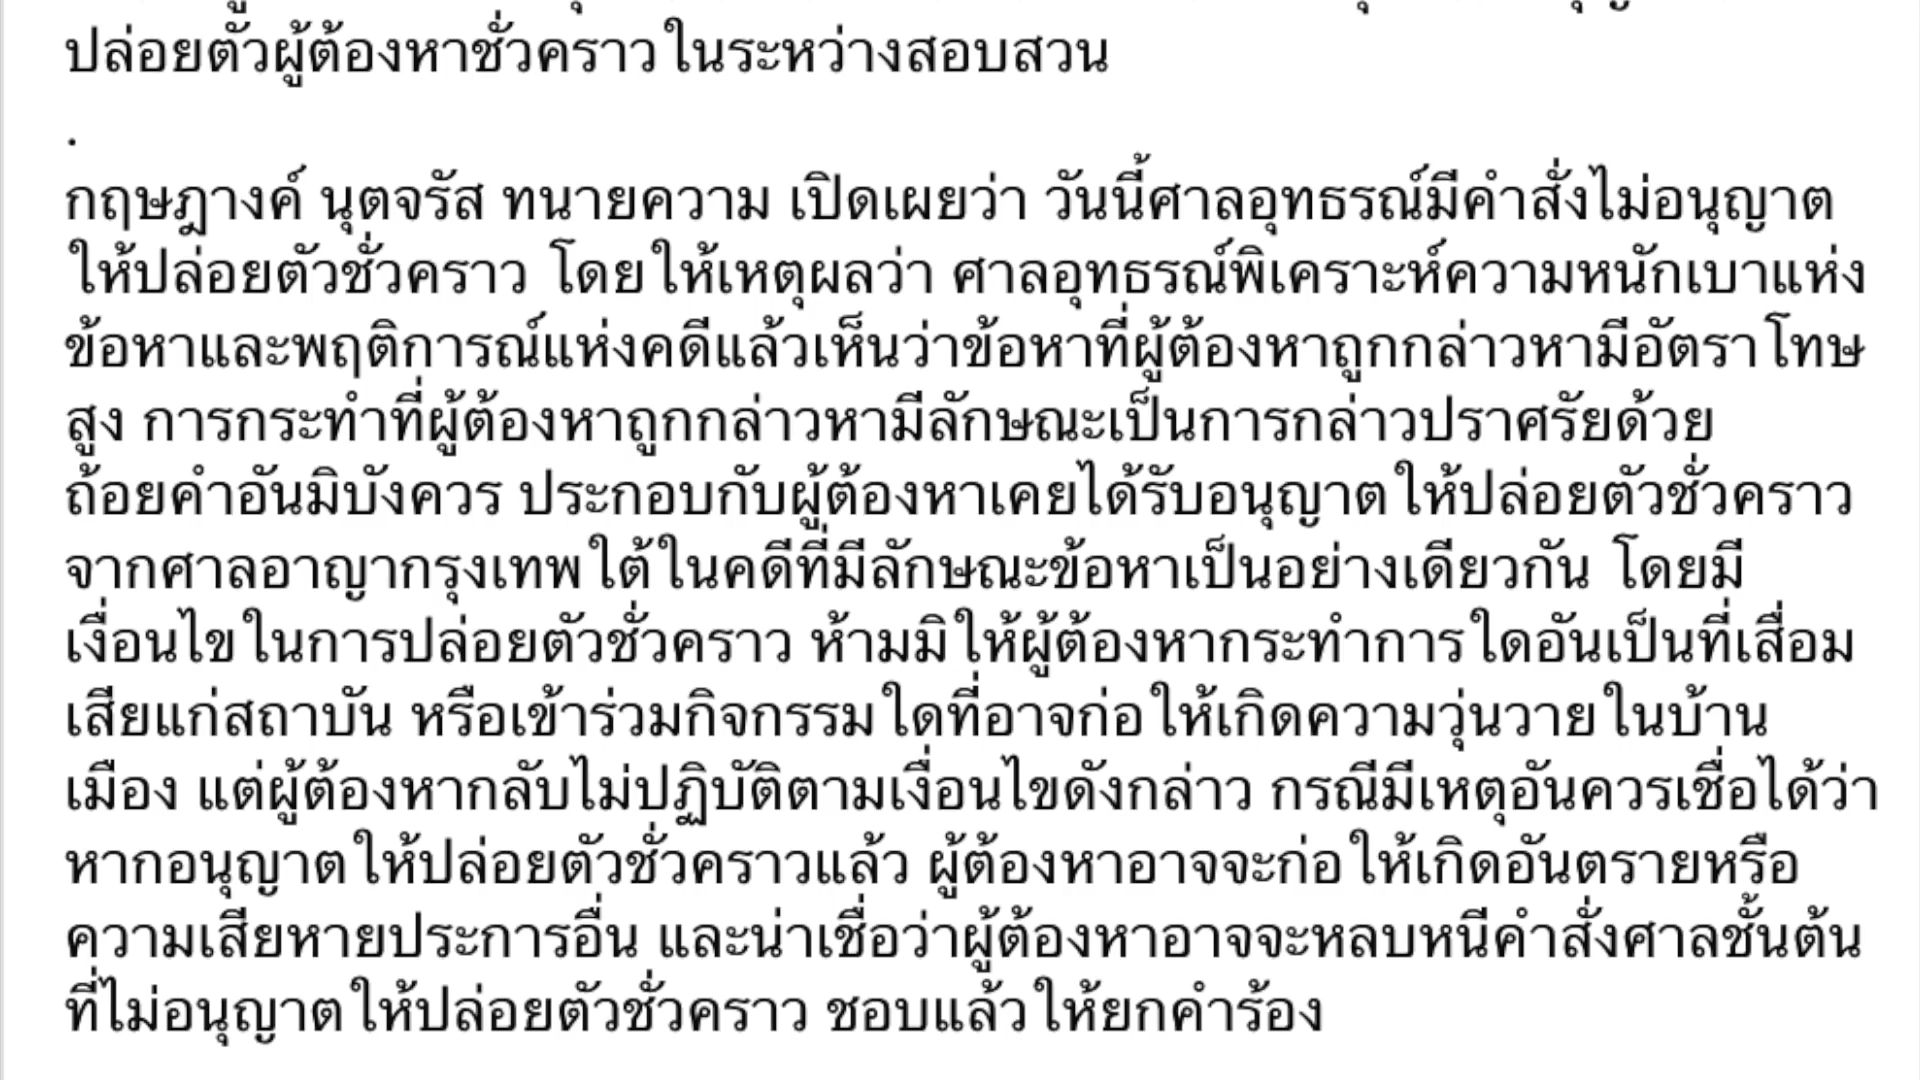 ปล่อยตัวผู้ต้องหาชั่วคราวในระหว่างสอบสวน
.
กฤษฎางค์ นุตจรัส ทนายความ เปิดเผยว่า วันนี้ศาลอุทธรณ์มีคำสั่งไม่อนุญาต
ให้ปล่อยตัวชั่วคราว โดยให้เหตุผลว่า ศาลอุทธรณ์พิเคราะห์ความหนักเบาแห่ง
ข้อหาและพฤติการณ์แห่งคดีแล้วเห็นว่าข้อหาที่ผู้ต้องหาถูกกล่าวหามีอัตราโทษ
สูง การกระทำที่ผู้ต้องหาถูกกล่าวหามีลักษณะเป็นการกล่าวปราศรัยด้วย
ถ้อยคำอันมิบังควร ประกอบกับผู้ต้องหาเคยได้รับอนุญาตให้ปล่อยตัวชั่วคราว
จากศาลอาญากรุงเทพใต้ในคดีที่มีลักษณะข้อหาเป็นอย่างเดียวกัน โดยมี
เงื่อนไขในการปล่อยตัวชั่วคราว ห้ามมิให้ผู้ต้องหากระทำการใดอันเป็นที่เสื่อม
เสียแก่สถาบัน หรือเข้าร่วมกิจกรรมใดที่อาจก่อให้เกิดความวุ่นวายในบ้าน
เมือง แต่ผู้ต้องหากลับไม่ปฏิบัติตามเงื่อนไขดังกล่าว กรณีมีเหตุอันควรเชื่อได้ว่า
หากอนุญาตให้ปล่อยตัวชั่วคราวแล้ว ผู้ต้องหาอาจจะก่อให้เกิดอันตรายหรือ
ความเสียหายประการอื่น และน่าเชื่อว่าผู้ต้องหาอาจจะหลบหนีคำสั่งศาลชั้นต้น
ที่ไม่อนุญาตให้ปล่อยตัวชั่วคราว ชอบแล้วให้ยกคำร้อง